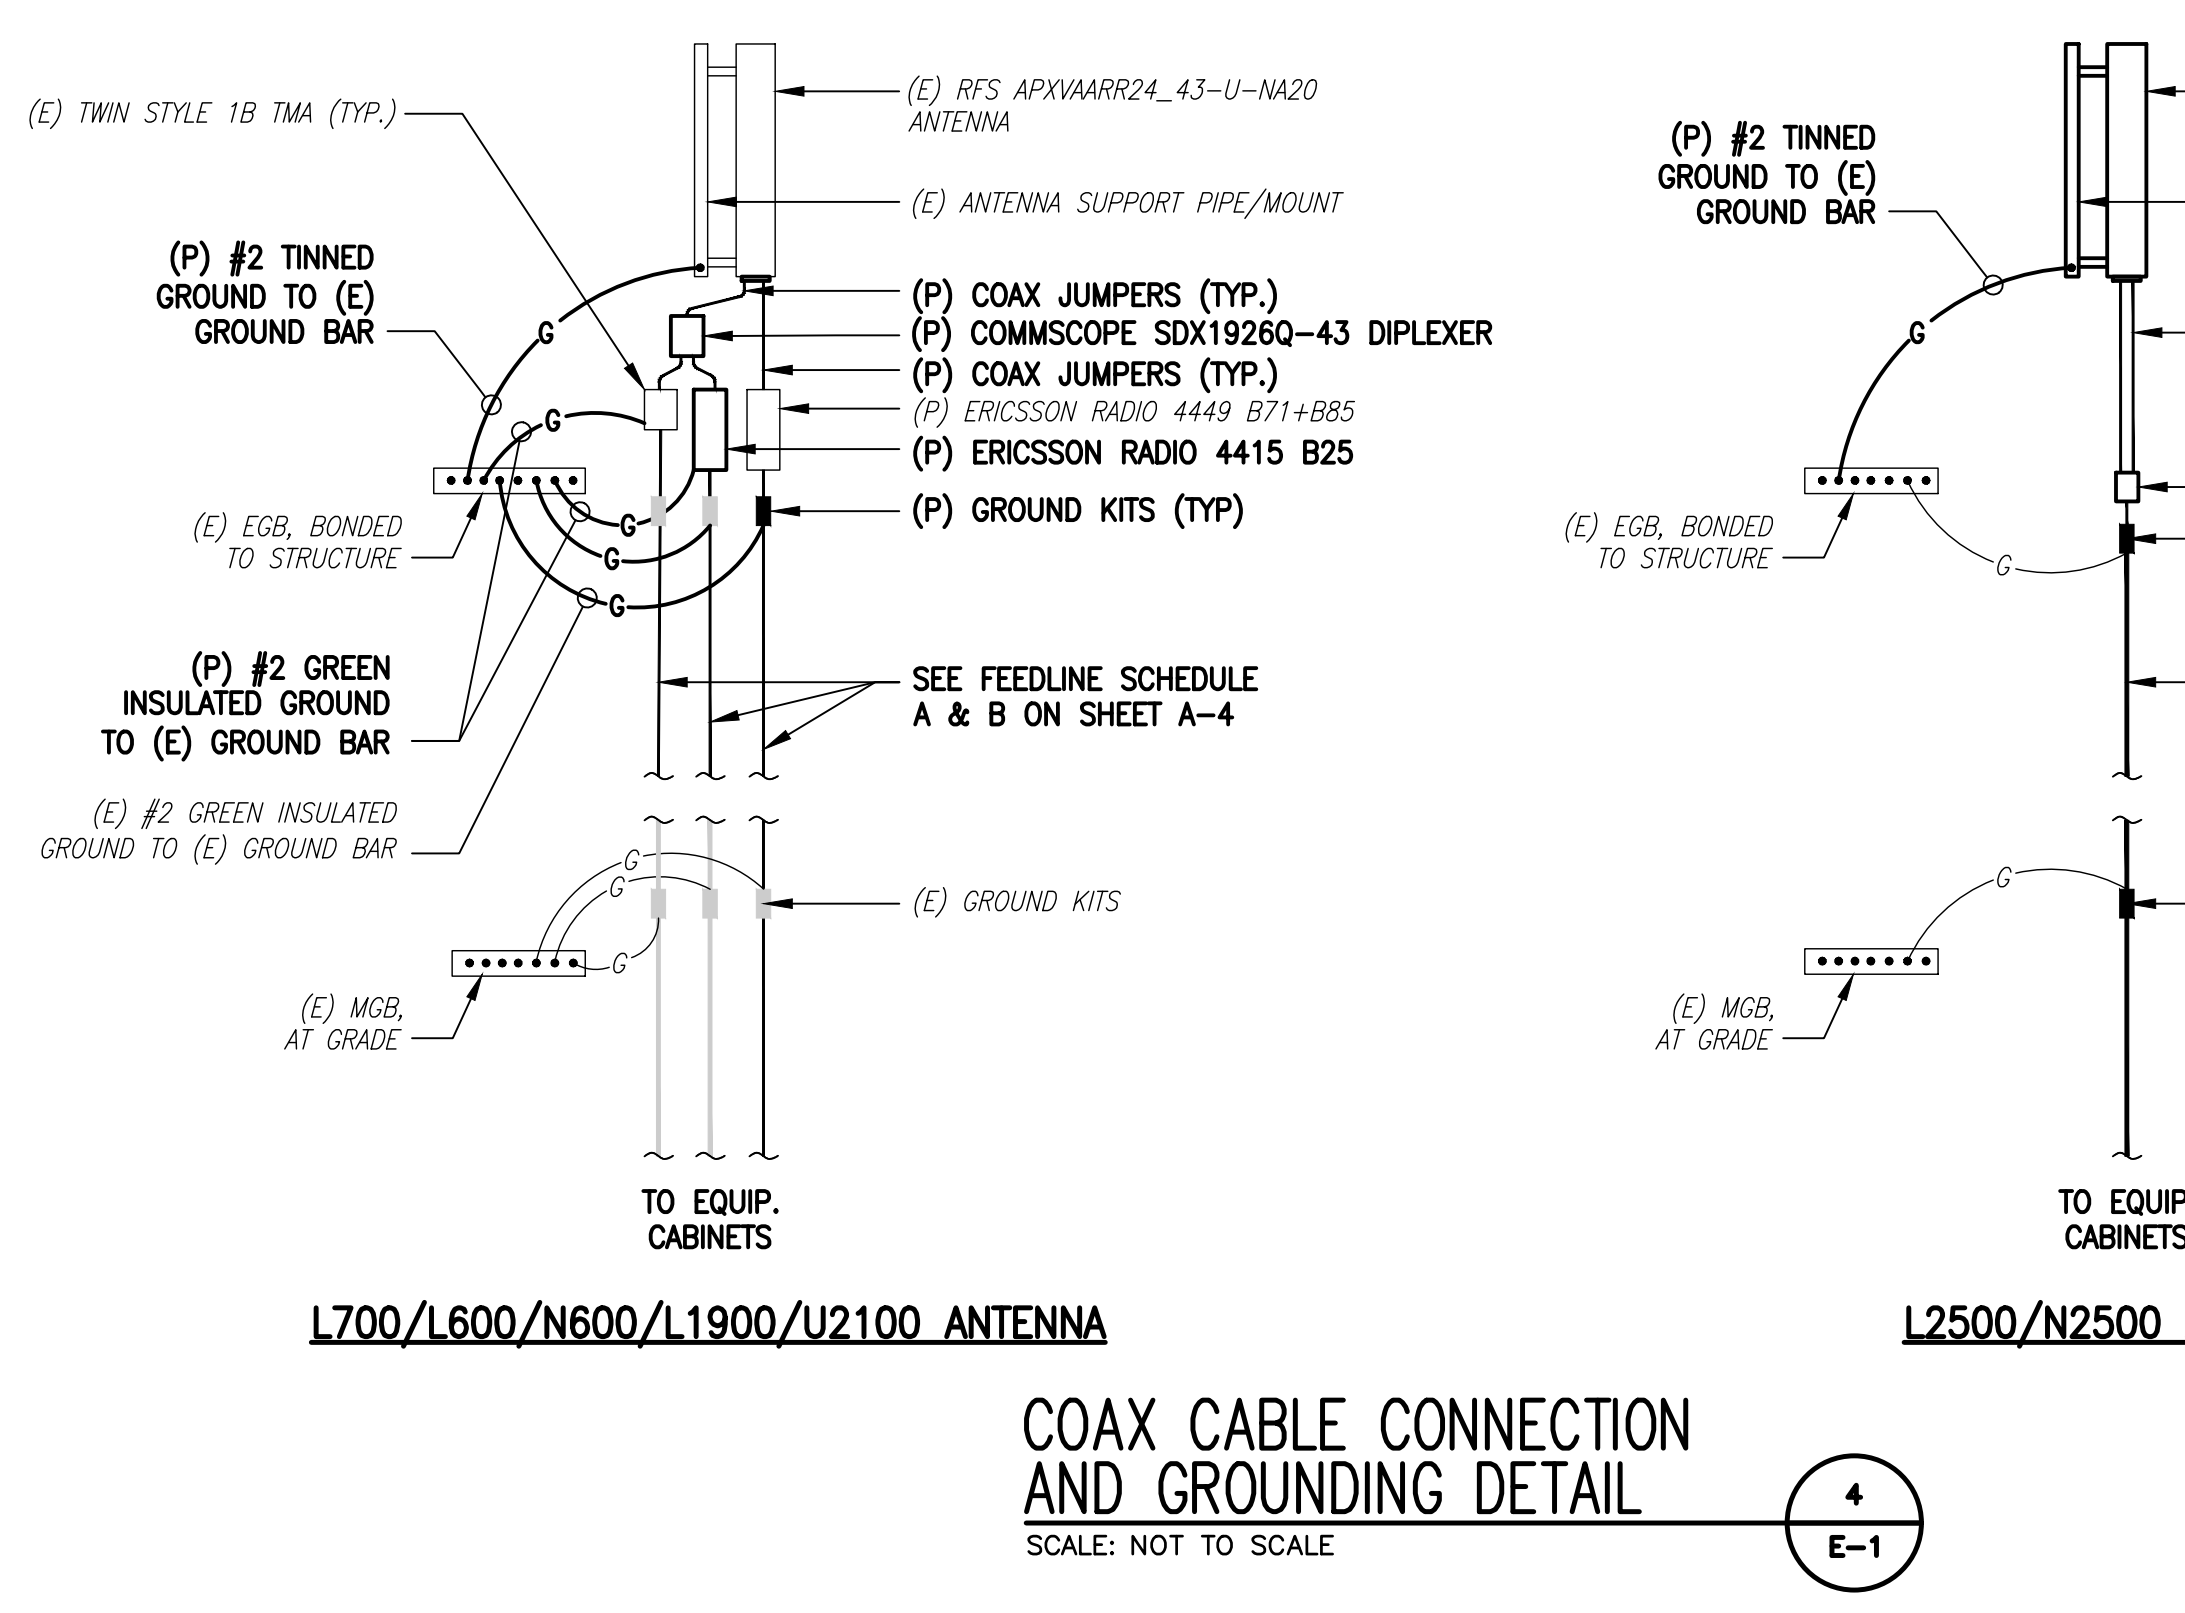 (E) TWIN STYLE 1B TMA (TYP.)
(P) #2 TINNED
GROUND TO (E)
GROUND BAR
(E) EGB, BONDED
TO STRUCTURE
(P) #2 GREEN
INSULATED GROUND
TO (E) GROUND BAR
(E) #2 GREEN INSULATED
GROUND TO (E) GROUND BAR
(E) MGB,
AT GRADE
G
G
G
G
G
G
G
G
(E) RFS APXVAARR24_43-U-NA20
ANTENNA
(E) ANTENNA SUPPORT PIPE/MOUNT
(P) COAX JUMPERS (TYP.)
(P) COMMSCOPE SDX1926Q-43 DIPLEXER
(P) COAX JUMPERS (TYP.)
(P) ERICSSON RADIO 4449 B71+B85
(P) ERICSSON RADIO 4415 B25
(P) GROUND KITS (TYP)
SEE FEEDLINE SCHEDULE
A & B ON SHEET A-4
(E) GROUND KITS
TO EQUIP.
CABINETS
L700/L600/N600/L1900/U2100 ANTENNA
(P) #2 TINNED
GROUND TO (E)
GROUND BAR
G
(E) EGB, BONDED
TO STRUCTURE
G
G
(E) MGB,
AT GRADE
TO EQUIP
CABINETS
L2500/N2500
COAX CABLE CONNECTION
AND GROUNDING DETAIL
SCALE: NOT TO SCALE
4
E-1